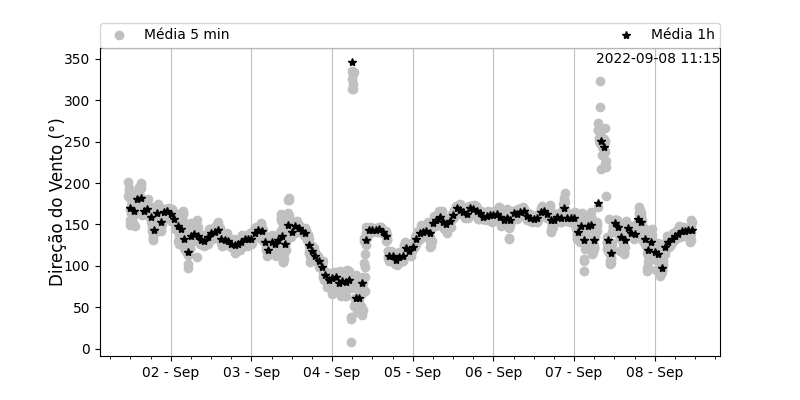 Média 5 min
Média 1h
2022-09-08 11:15
Direção do Vento (°)
350
300
250
200
150
100
50
0
02 - Sep
03 - Sep
04 - Sep
05 - Sep
06 - Sep
07 - Sep
08 - Sep